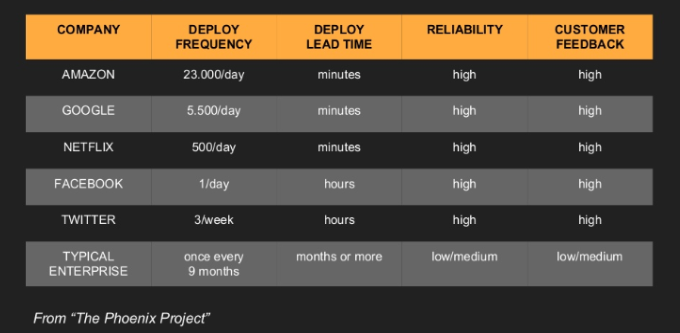 COMPANY DEPLOY FREQUENCY DEPLOY LEAD TIME RELIABILITY CUSTOMER FEEDBACK
AMAZON 23.000/day minutes high high
GOOGLE 5.500/day minutes high high
NETFLIX 500/day minutes high high
FACEBOOK 1/day hours high high
TWITTER 3/week hours high high
TYPICAL ENTERPRISE once every 9 months months or more low/medium low/medium
From “The Phoenix Project”